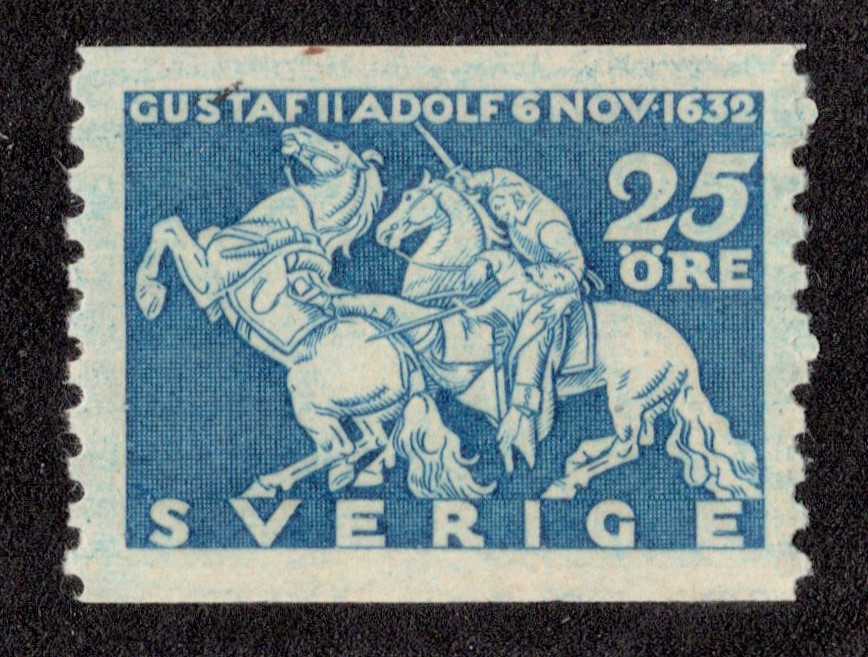 GUSTAF II ADOLF 6 NOV. 1632
25
ÖRE
SVERIGE